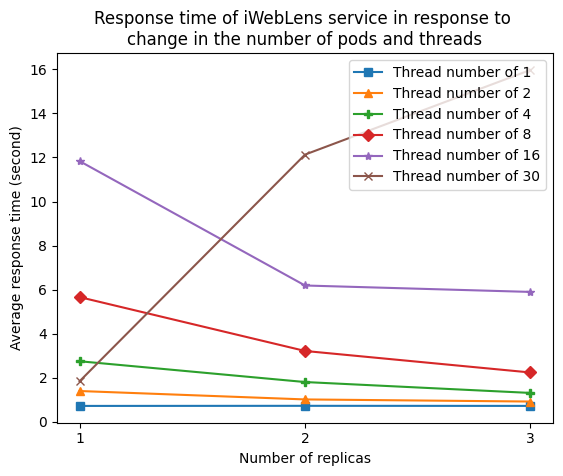 Response time of iWebLens service in response to
change in the number of pods and threads
Average response time (second)
16
14
12
10
8
6
4
2
0
Thread number of 1
Thread number of 2
Thread number of 4
Thread number of 8
Thread number of 16
Thread number of 30
1
2
3
Number of replicas